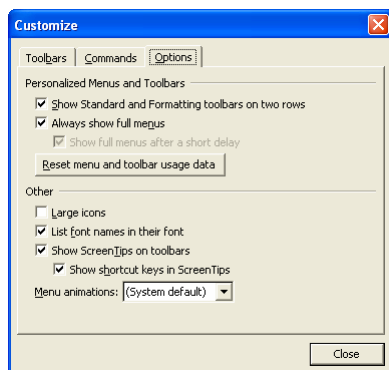 Customize
Toolbars Commands Options
Personalized Menus and Toolbars
Show Standard and Formatting toolbars on two rows
Always show full menus
Show full menus after a short delay
Reset menu and toolbar usage data
Other
Large icons
List font names in their font
Show ScreenTips on toolbars
Show shortcut keys in ScreenTips
Menu animations: (System default)
Close